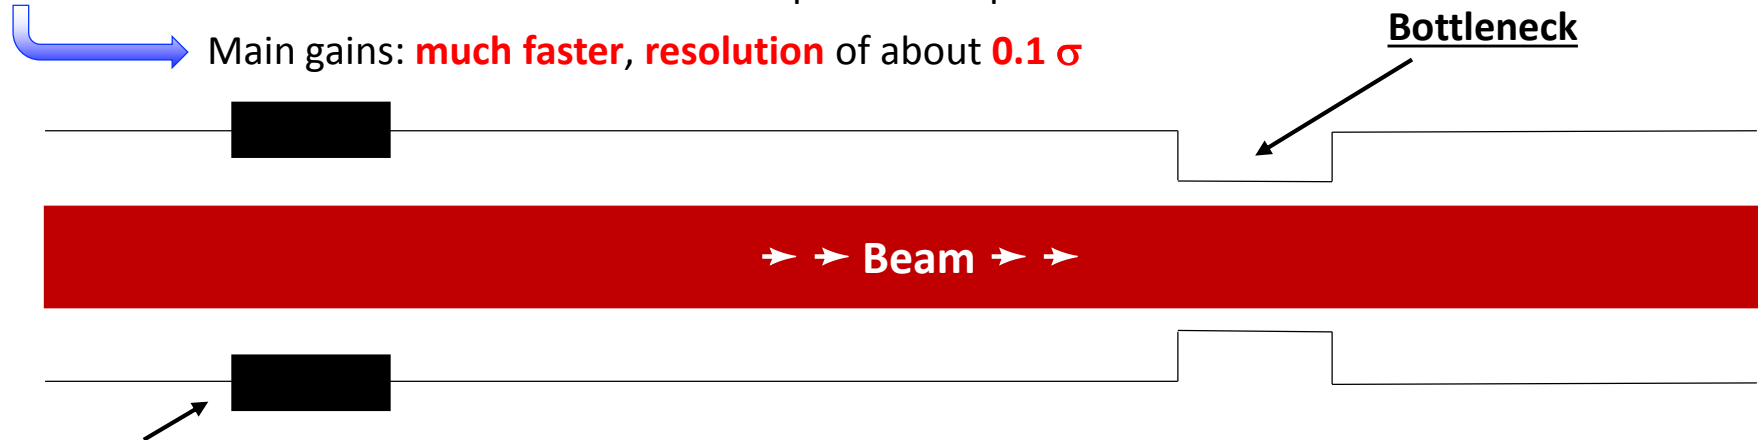 Main gains: much faster, resolution of about 0.1 σ
Bottleneck
Beam